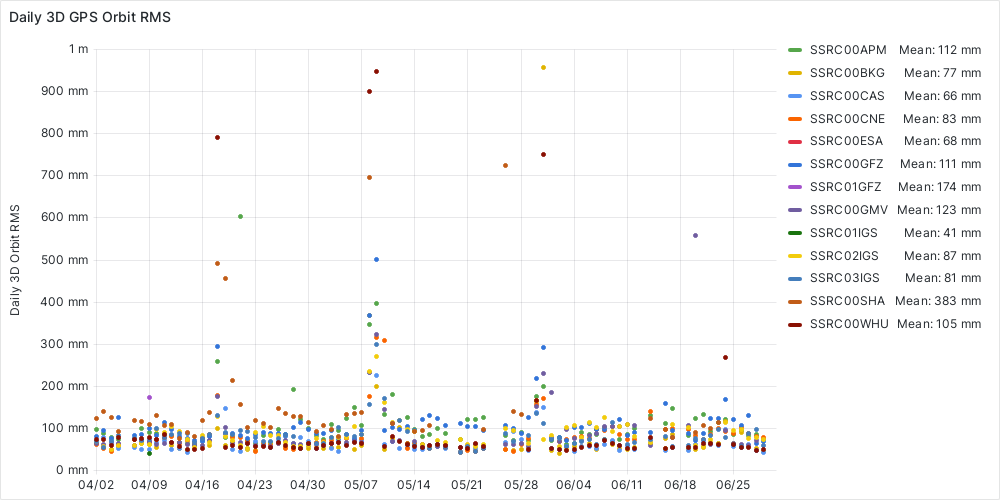 Daily 3D GPS Orbit RMS
Daily 3D Orbit RMS
1 m
900 mm
800 mm
700 mm
600 mm
500 mm
400 mm
300 mm
200 mm
100 mm
0 mm
04/02 04/09 04/16 04/23 04/30 05/07 05/14 05/21 05/28 06/04 06/11 06/18 06/25
SSRC00APM Mean: 112 mm
SSRC00BKG Mean: 77 mm
SSRC00CAS Mean: 66 mm
SSRC00CNE Mean: 83 mm
SSRC00ESA Mean: 68 mm
SSRC00GFZ Mean: 111 mm
SSRC01GFZ Mean: 174 mm
SSRC00GMV Mean: 123 mm
SSRC01IGS Mean: 41 mm
SSRC02IGS Mean: 87 mm
SSRC03IGS Mean: 81 mm
SSRC00SHA Mean: 383 mm
SSRC00WHU Mean: 105 mm